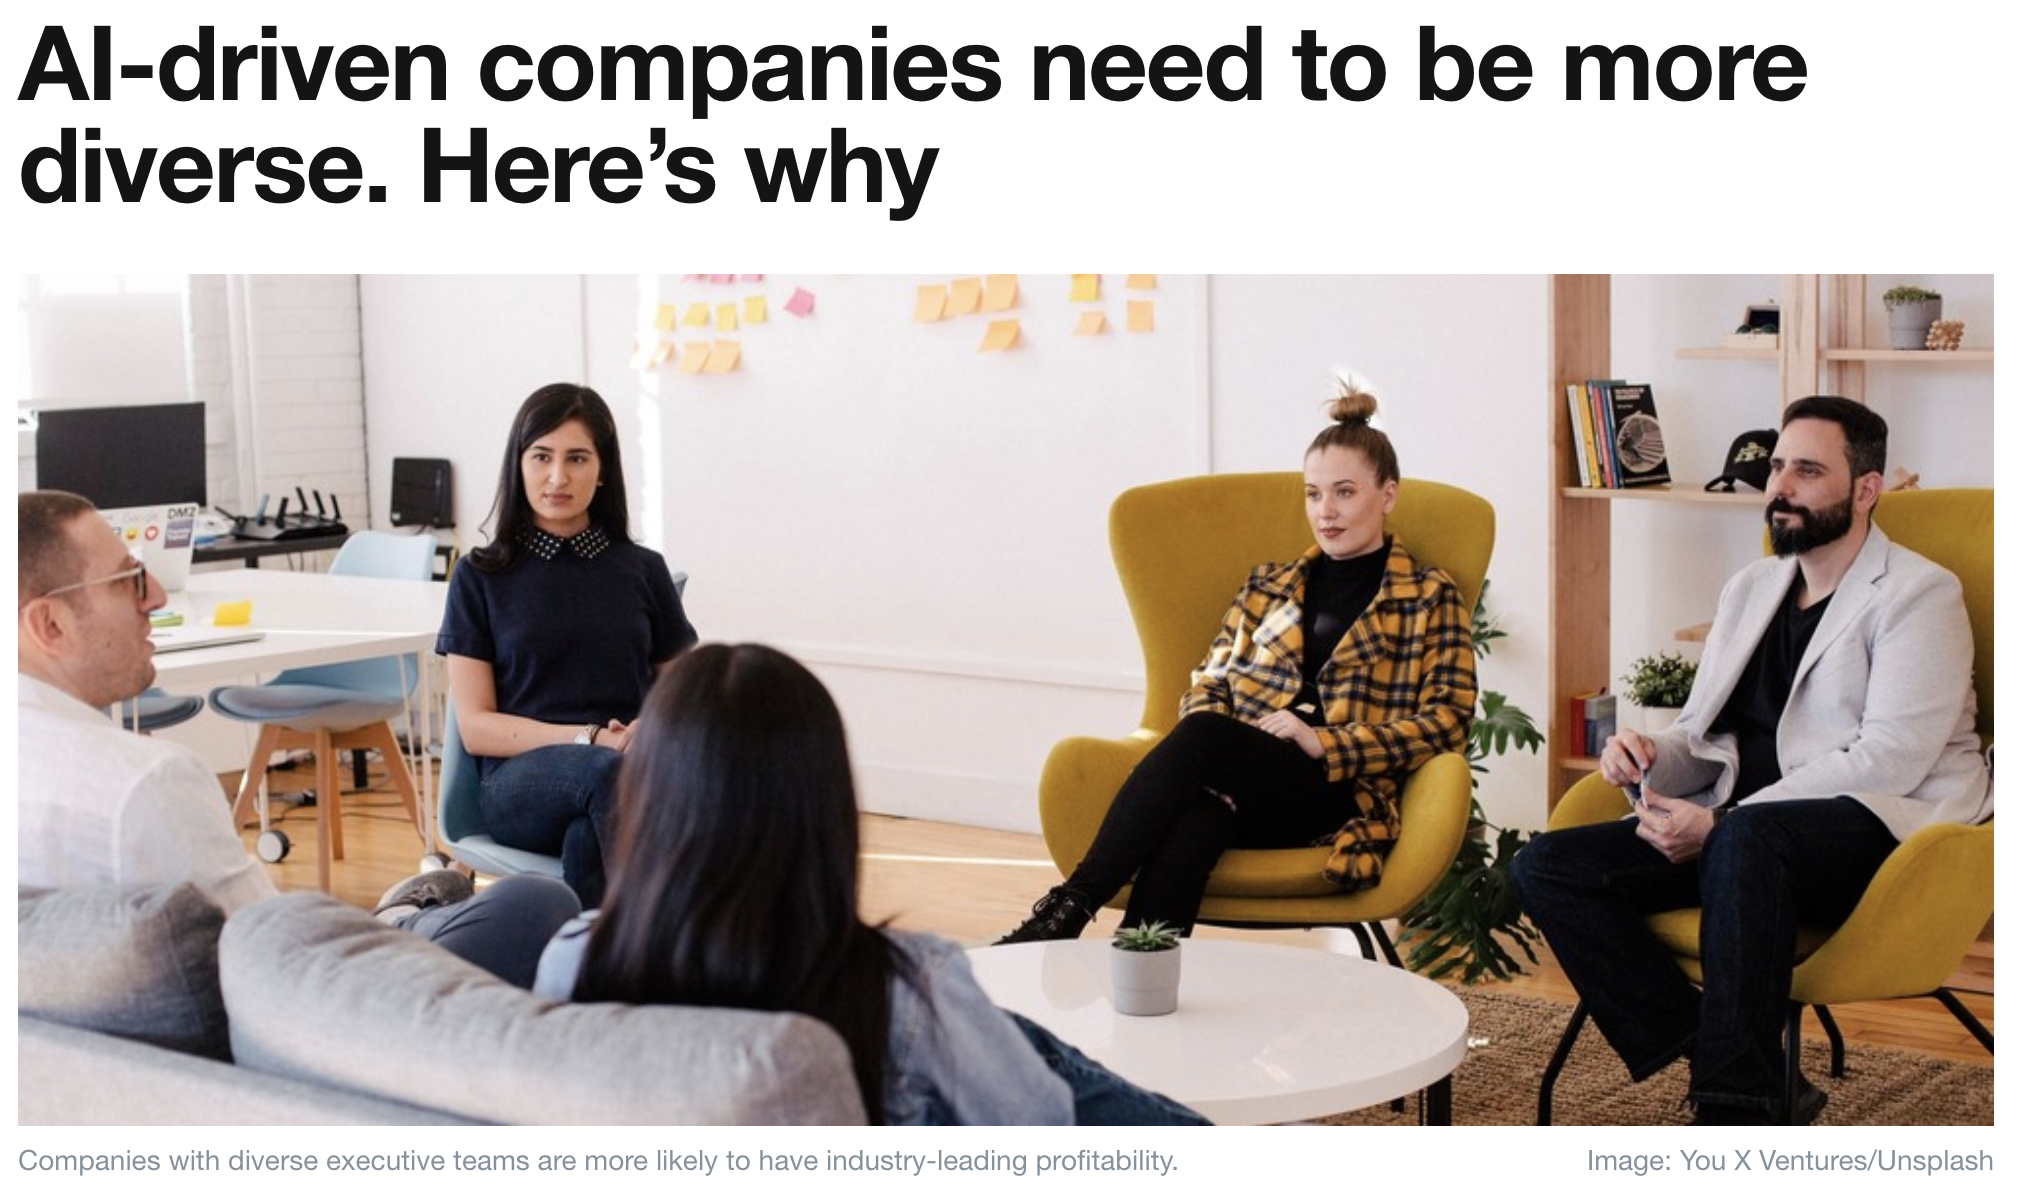 AI-driven companies need to be more
diverse. Here’s why
DMZ
Companies with diverse executive teams are more likely to have industry-leading profitability.
Image: You X Ventures/Unsplash